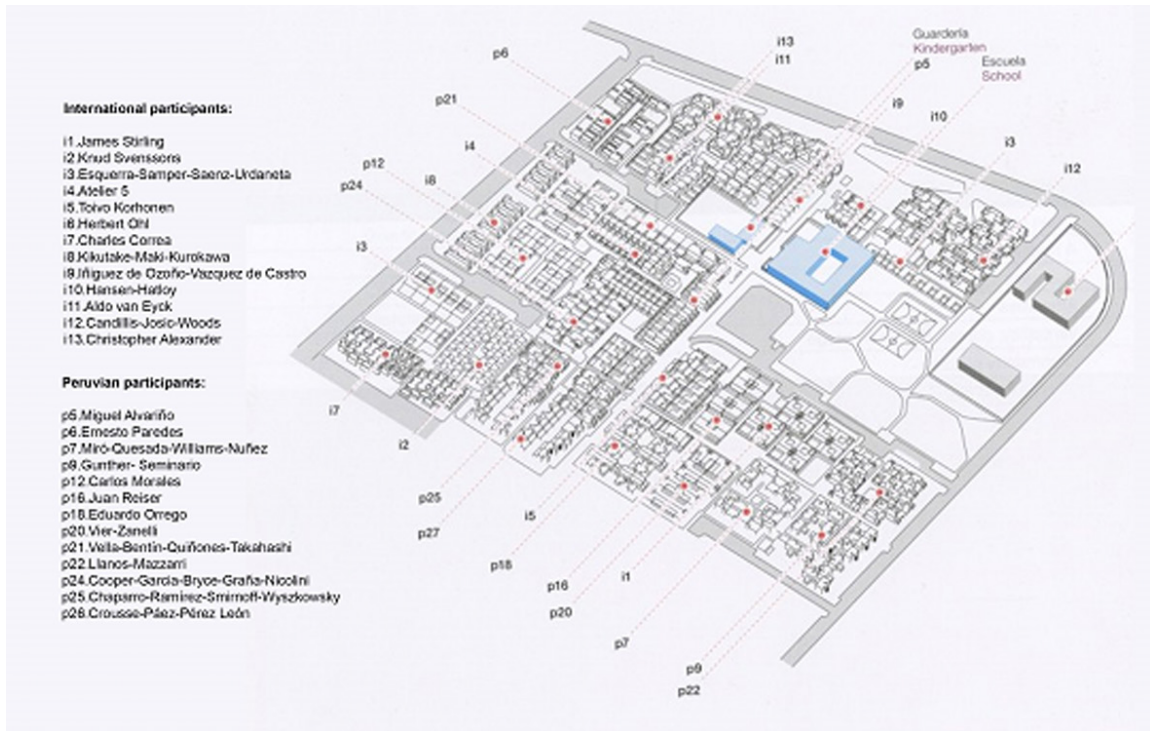 International participants:
i1.James Stirling
i2.Knud Svenssons
i3.Esquerra-Samper-Saenz-Urdaneta
i4.Atelier 5
i5.Toivo Korhonen
i6.Herbert Ohl
i7.Charles Correa
i8.Kikutake-Maki-Kurokawa
i9.Iñiguez de Ozoño-Vazquez de Castro
i10.Hansen-Hatloy
i11.Aldo van Eyck
i12.Candillis-Josic-Woods
i13.Christopher Alexander
Peruvian participants:
p5.Miguel Alvariño
p6.Ernesto Paredes
p7.Miró-Quesada-Williams-Nuñez
p9.Gunther- Seminario
p12.Carlos Morales
p16.Juan Reiser
p18.Eduardo Orrego
p20.Vier-Zanelli
p21.Vella-Bentín-Quiñones-Takahashi
p22.Llanos-Mazzarri
p24.Cooper-Garcia-Bryce-Graña-Nicolini
p25.Chaparro-Ramírez-Smirnoff-Wyszkowsky
p26.Crousse-Páez-Pérez León
p6
p21
i4
p12
i8
p24
i3
i7
i2
p25
p27
i5
p18
p16
i1
p20
p7
p9
p22
i13
i11
Guardería
Kindergarten
p5
Escuela
School
i9
i10
i3
i12